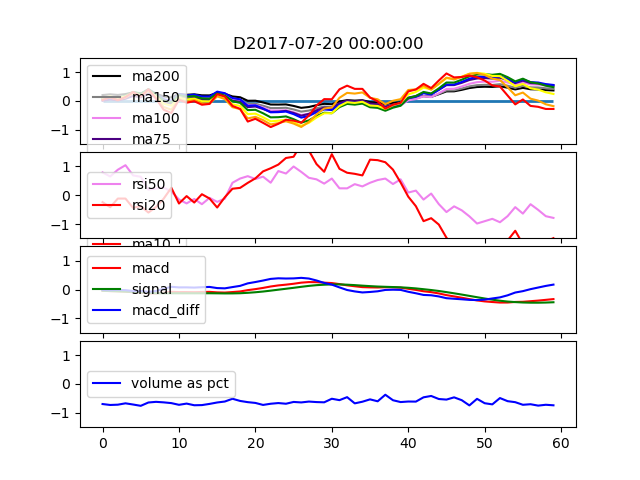 D2017-07-20 00:00:00
1
0
−1
ma200
ma150
ma100
ma75
1
0
−1
rsi50
rsi20
ma10
1
0
−1
macd
signal
macd_diff
1
0
−1
volume as pct
0 10 20 30 40 50 60